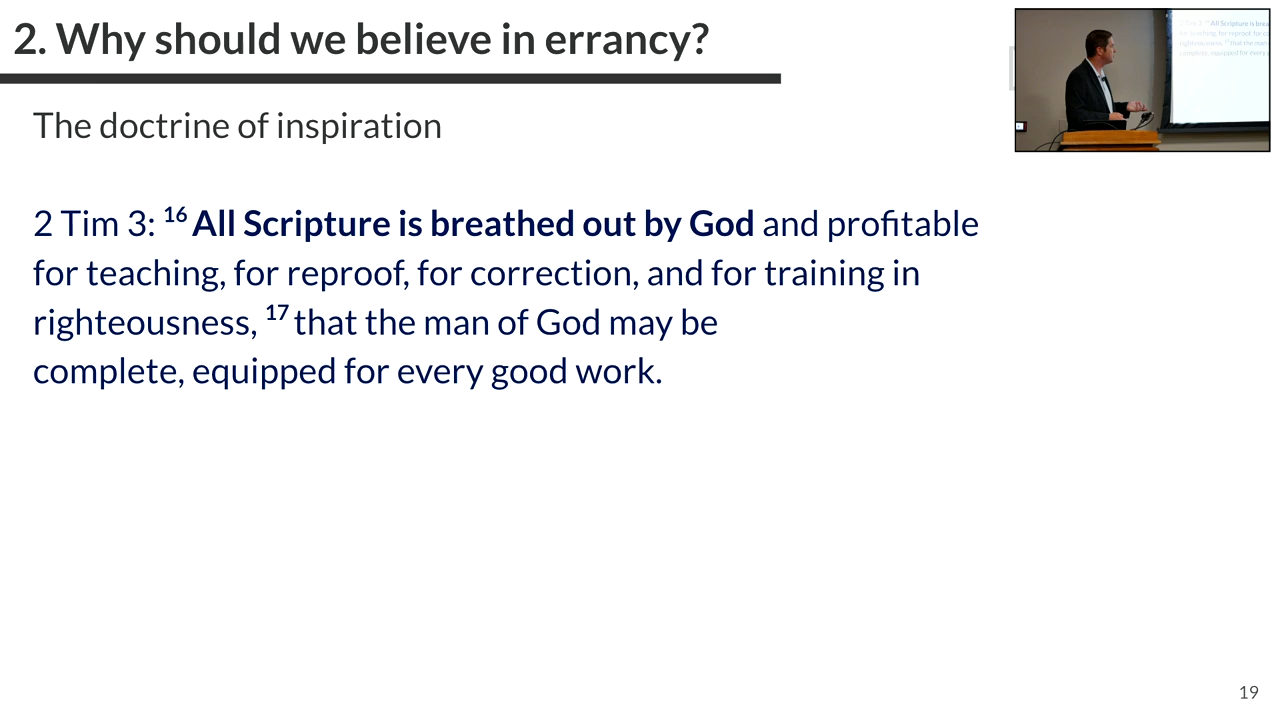 2. Why should we believe in errancy?
The doctrine of inspiration
2 Tim 3: 16 All Scripture is breathed out by God and profitable
for teaching, for reproof, for correction, and for training in
righteousness, 17 that the man of God may be
complete, equipped for every good work.
19